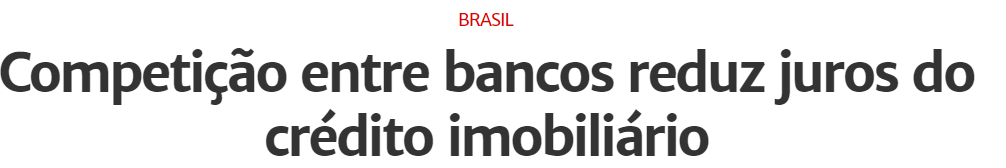 BRASIL
Competição entre bancos reduz juros do
crédito imobiliário